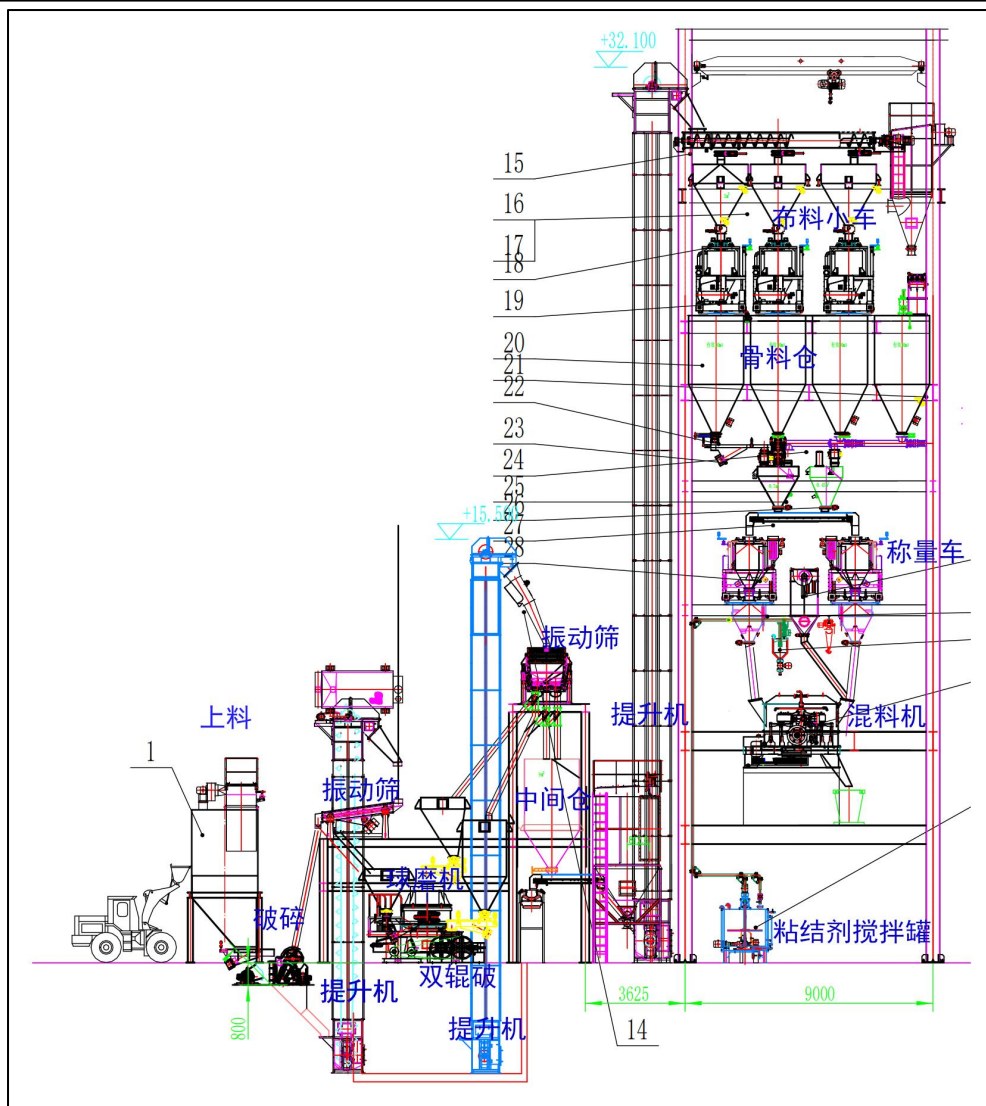 +32.100
15
16
布料小车
17
18
19
20
骨料仓
21
22
23
24
25
26
+15.500
27
28
称量车
振动筛
上料
提升机
混料机
1
振动筛
中间仓
球磨机
破碎
粘结剂搅拌罐
双辊破
提升机
3625
9000
提升机
14
800